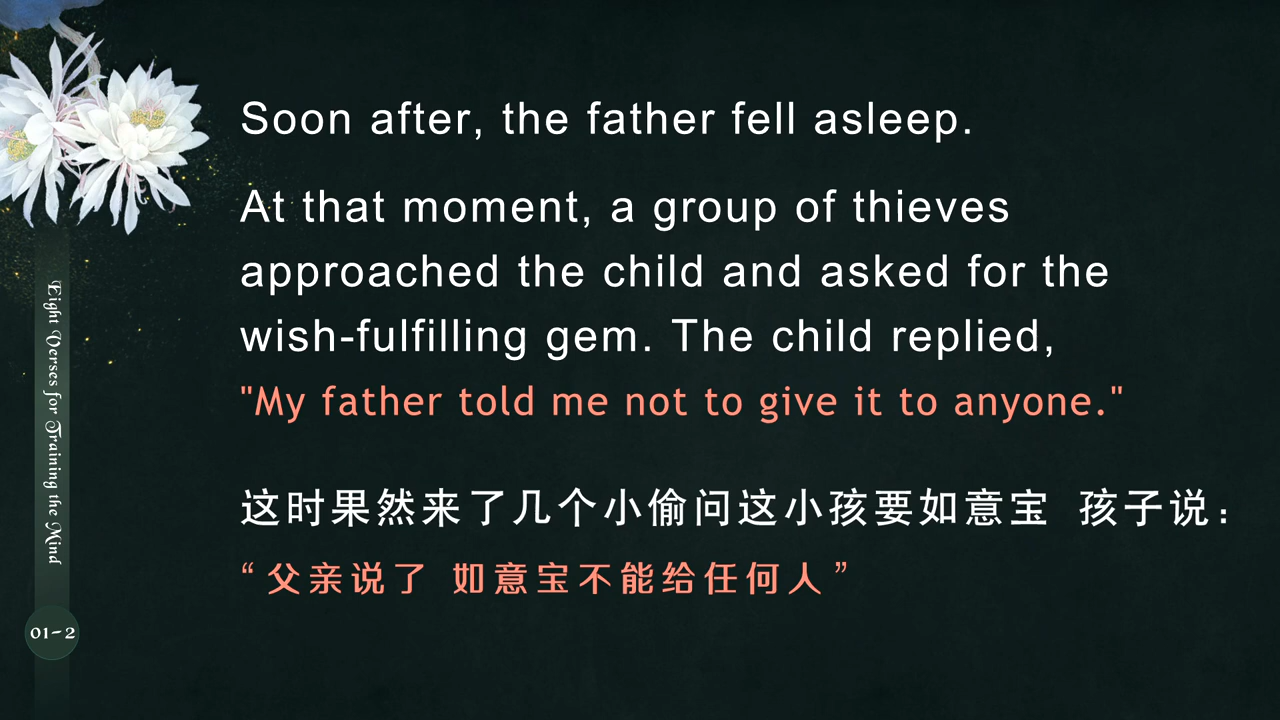 Soon after, the father fell asleep.
At that moment, a group of thieves
approached the child and asked for the
wish-fulfilling gem. The child replied,
"My father told me not to give it to anyone."
这时果然来了几个小偷问这小孩要如意宝 孩子说：
“父亲说了 如意宝不能给任何人”
Eight Verses for Training the Mind
01-2